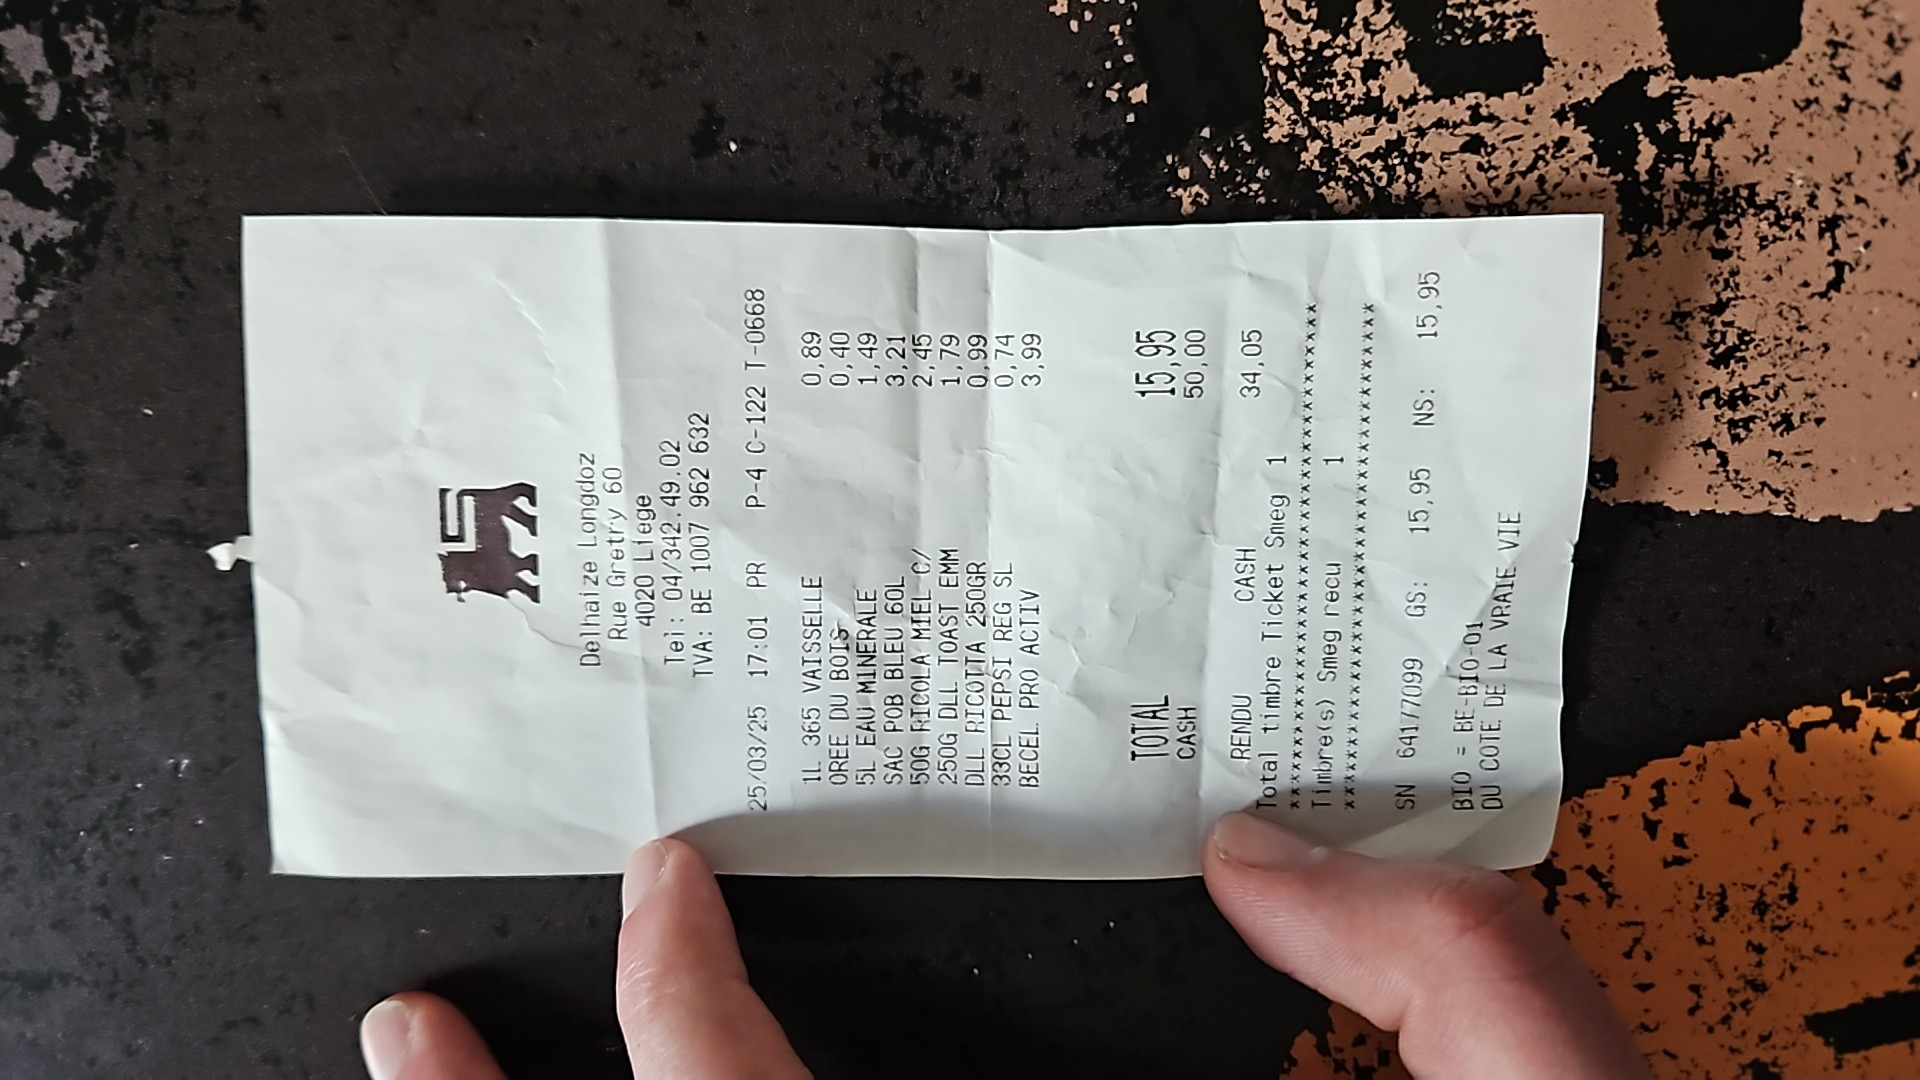 Delhaize Longdoz
Rue Gretry 60
4020 Liege
Tel: 04/342.49.02
TVA: BE 1007 962 632
25/03/25 17:01 PR P-4 C-122 T-0668
1L 365 VAISSELLE 0,89
OREE DU BOIS 0,40
5L EAU MINERALE 1,49
SAC POB BLEU 60L 3,21
50G RICOLA MIEL C/ 2,45
250G DLL TOAST EMM 1,79
DLL RICOTTA 250GR 0,99
33CL PEPSI REG SL 0,74
BECEL PRO ACTIV 3,99
TOTAL 15,95
CASH 50,00
RENDU CASH 34,05
Total timbre Ticket Smeg 1
****************************************
Timbre(s) Smeg recu 1
****************************************
SN 64177099 GS: 15,95 NS: 15,95
BIO = BE-BIO-01
DU COTE DE LA VRAIE VIE